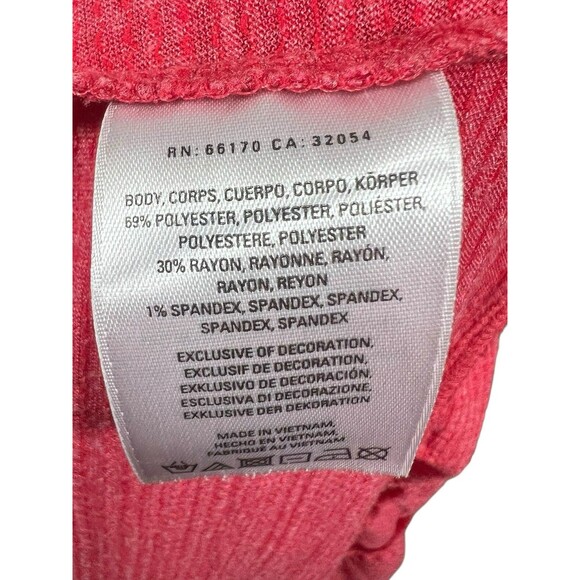 RN: 66170 CA: 32054
BODY, CORPS, CUERPO, CORPO, KÖRPER
69% POLYESTER, POLYESTER, POLIÉSTER,
POLYESTERE, POLYESTER
30% RAYON, RAYONNE, RAYÓN,
RAYON, REYON
1% SPANDEX, SPANDEX, SPANDEX,
SPANDEX, SPANDEX
EXCLUSIVE OF DECORATION,
EXCLUSIF DE DECORATION,
EXKLUSIVO DE DECORACIÓN,
ESCLUSIVA DI DECORAZIONE,
EXKLUSIVE DER DEKORATION
MADE IN VIETNAM,
HECHO EN VIETNAM,
FABRIQUÉ AU VIETNAM